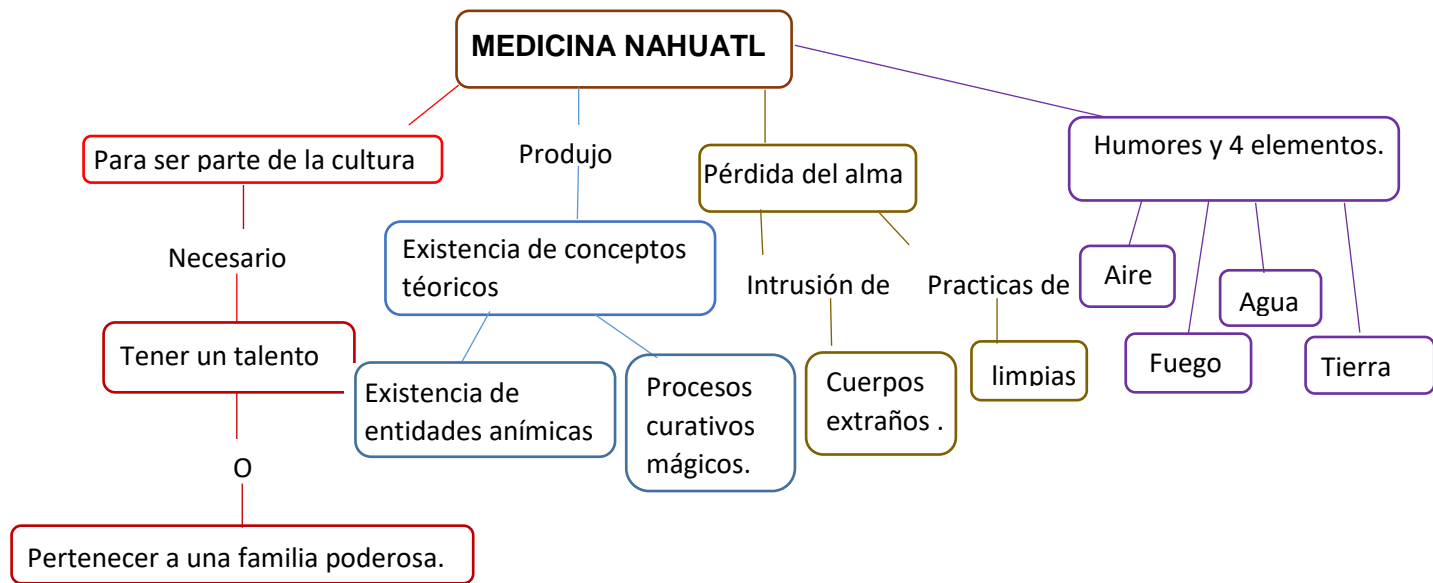 MEDICINA NAHUATL
Para ser parte de la cultura
Necesario
Tener un talento
O
Pertenecer a una familia poderosa.
Produjo
Existencia de conceptos
téoricos
Existencia de
entidades anímicas
Procesos
curativos
mágicos.
Pérdida del alma
Intrusión de
Cuerpos
extraños .
Practicas de
limpias
Humores y 4 elementos.
Aire
Fuego
Agua
Tierra